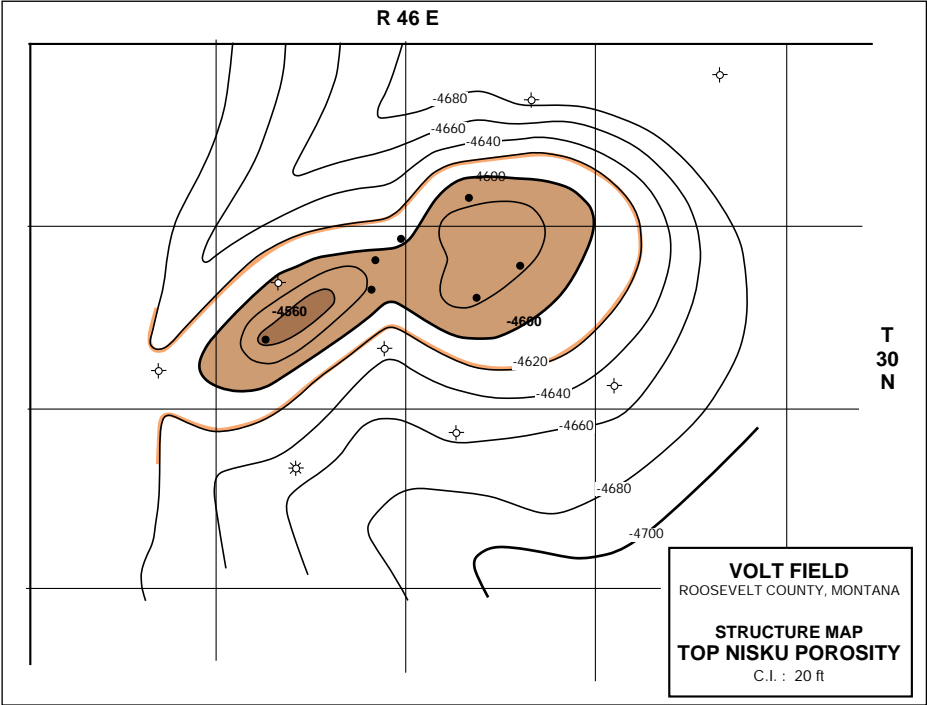 R 46 E
-4680
-4660
-4640
-4600
-4560
-4600
-4620
-4640
-4660
-4680
-4700
T
30
N
VOLT FIELD
ROOSEVELT COUNTY, MONTANA
STRUCTURE MAP
TOP NISKU POROSITY
C.I. : 20 ft